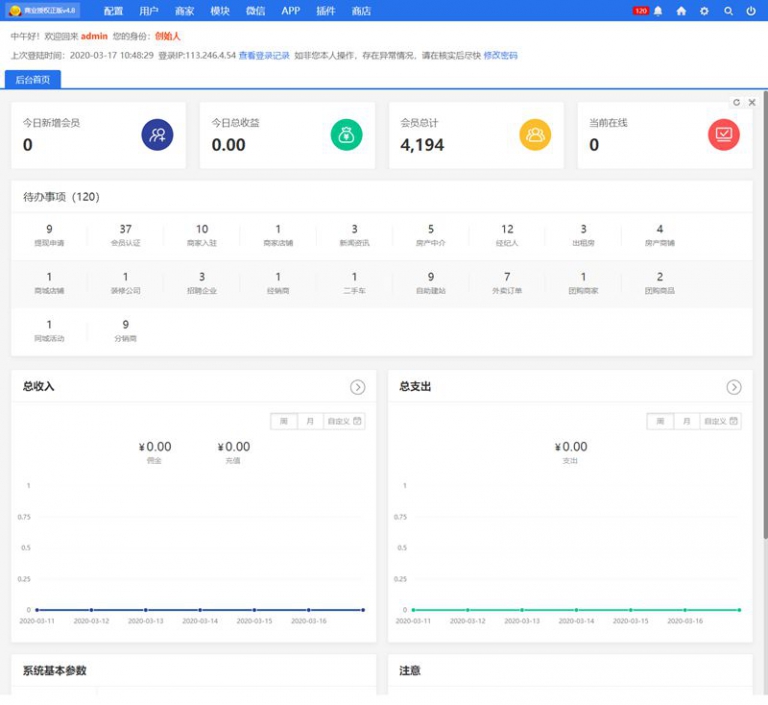 商业授权正版v4.8 配置 用户 商家 模块 微信 APP 插件 商店 120
中午好！欢迎回来 admin 您的身份：创始人
上次登陆时间：2020-03-17 10:48:29 登录IP:113.246.4.54 查看登录记录 如非您本人操作，存在异常情况，请在核实后尽快 修改密码
后台首页
今日新增会员 今日总收益 会员总计 当前在线
0 0.00 4,194 0
待办事项（120）
9 37 10 1 3 5 12 3 4
提现申请 会员认证 商家入驻 商家店铺 新闻资讯 房产中介 经纪人 出租房 房产商铺
1 1 3 1 1 9 7 1 2
商城店铺 装修公司 招聘企业 经销商 二手车 自助建站 外卖订单 团购商家 团购商品
1 9
同城活动 分销商
总收入 总支出
周 月 自定义 周 月 自定义
¥0.00 ¥0.00 ¥0.00
佣金 充值 支出
1 1
0.75 0.75
0.5 0.5
0.25 0.25
0 0
2020-03-11 2020-03-12 2020-03-13 2020-03-14 2020-03-15 2020-03-16 2020-03-11 2020-03-12 2020-03-13 2020-03-14 2020-03-15 2020-03-16
系统基本参数 注意